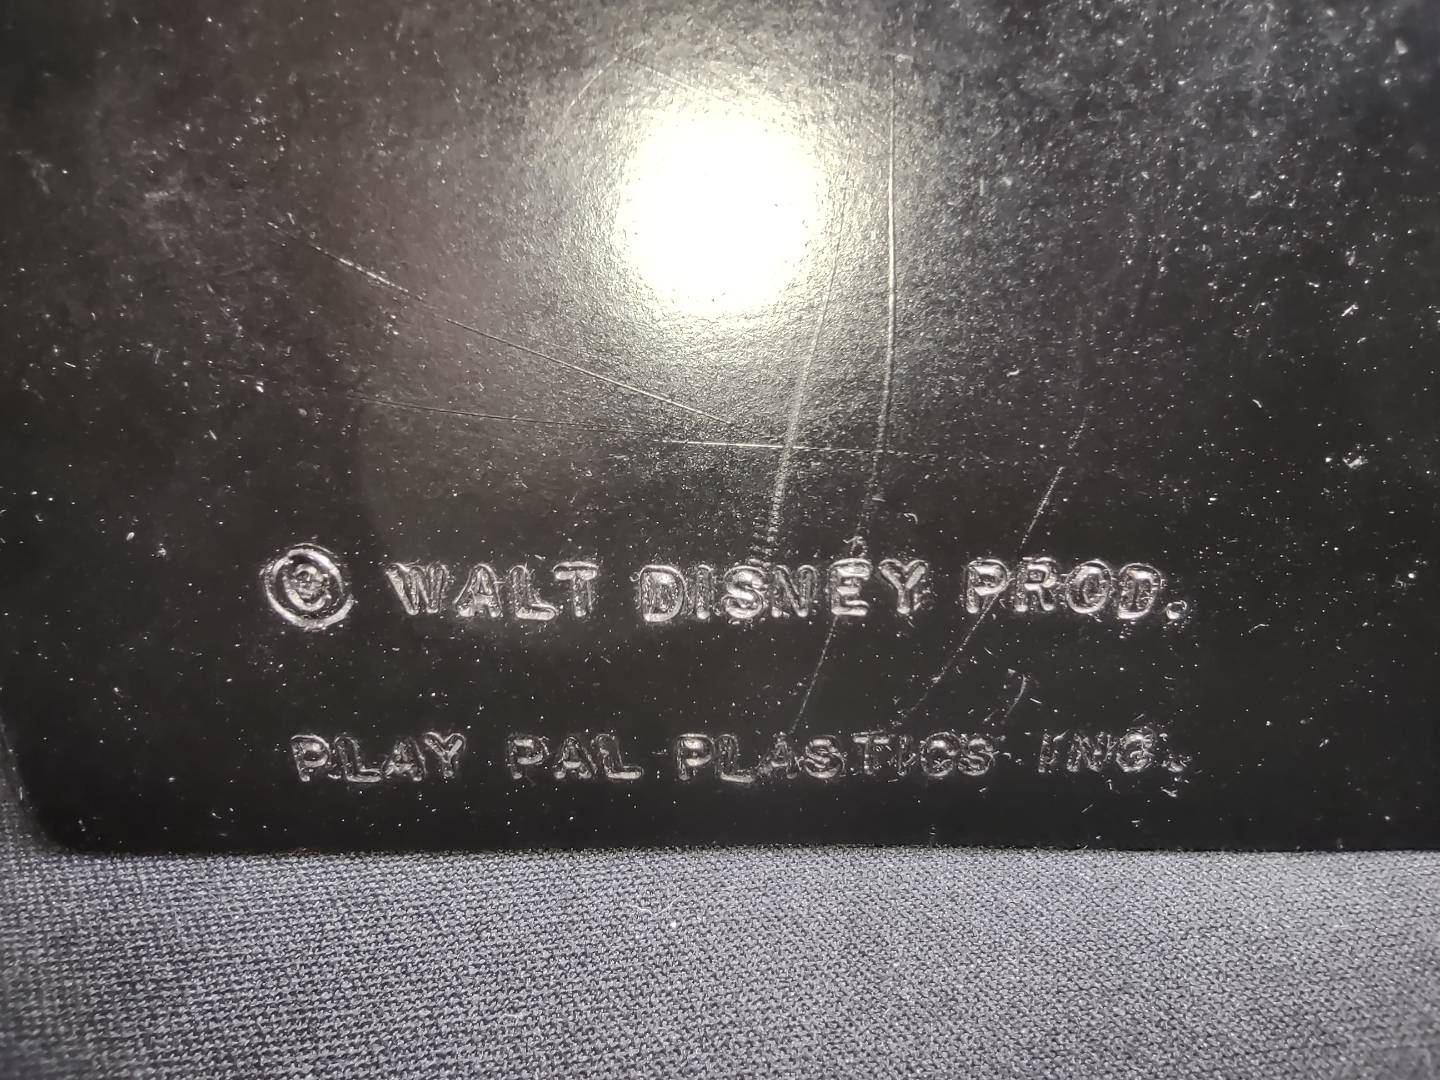 © WALT DISNEY PROD.
PLAY PAL PLASTICS INC.